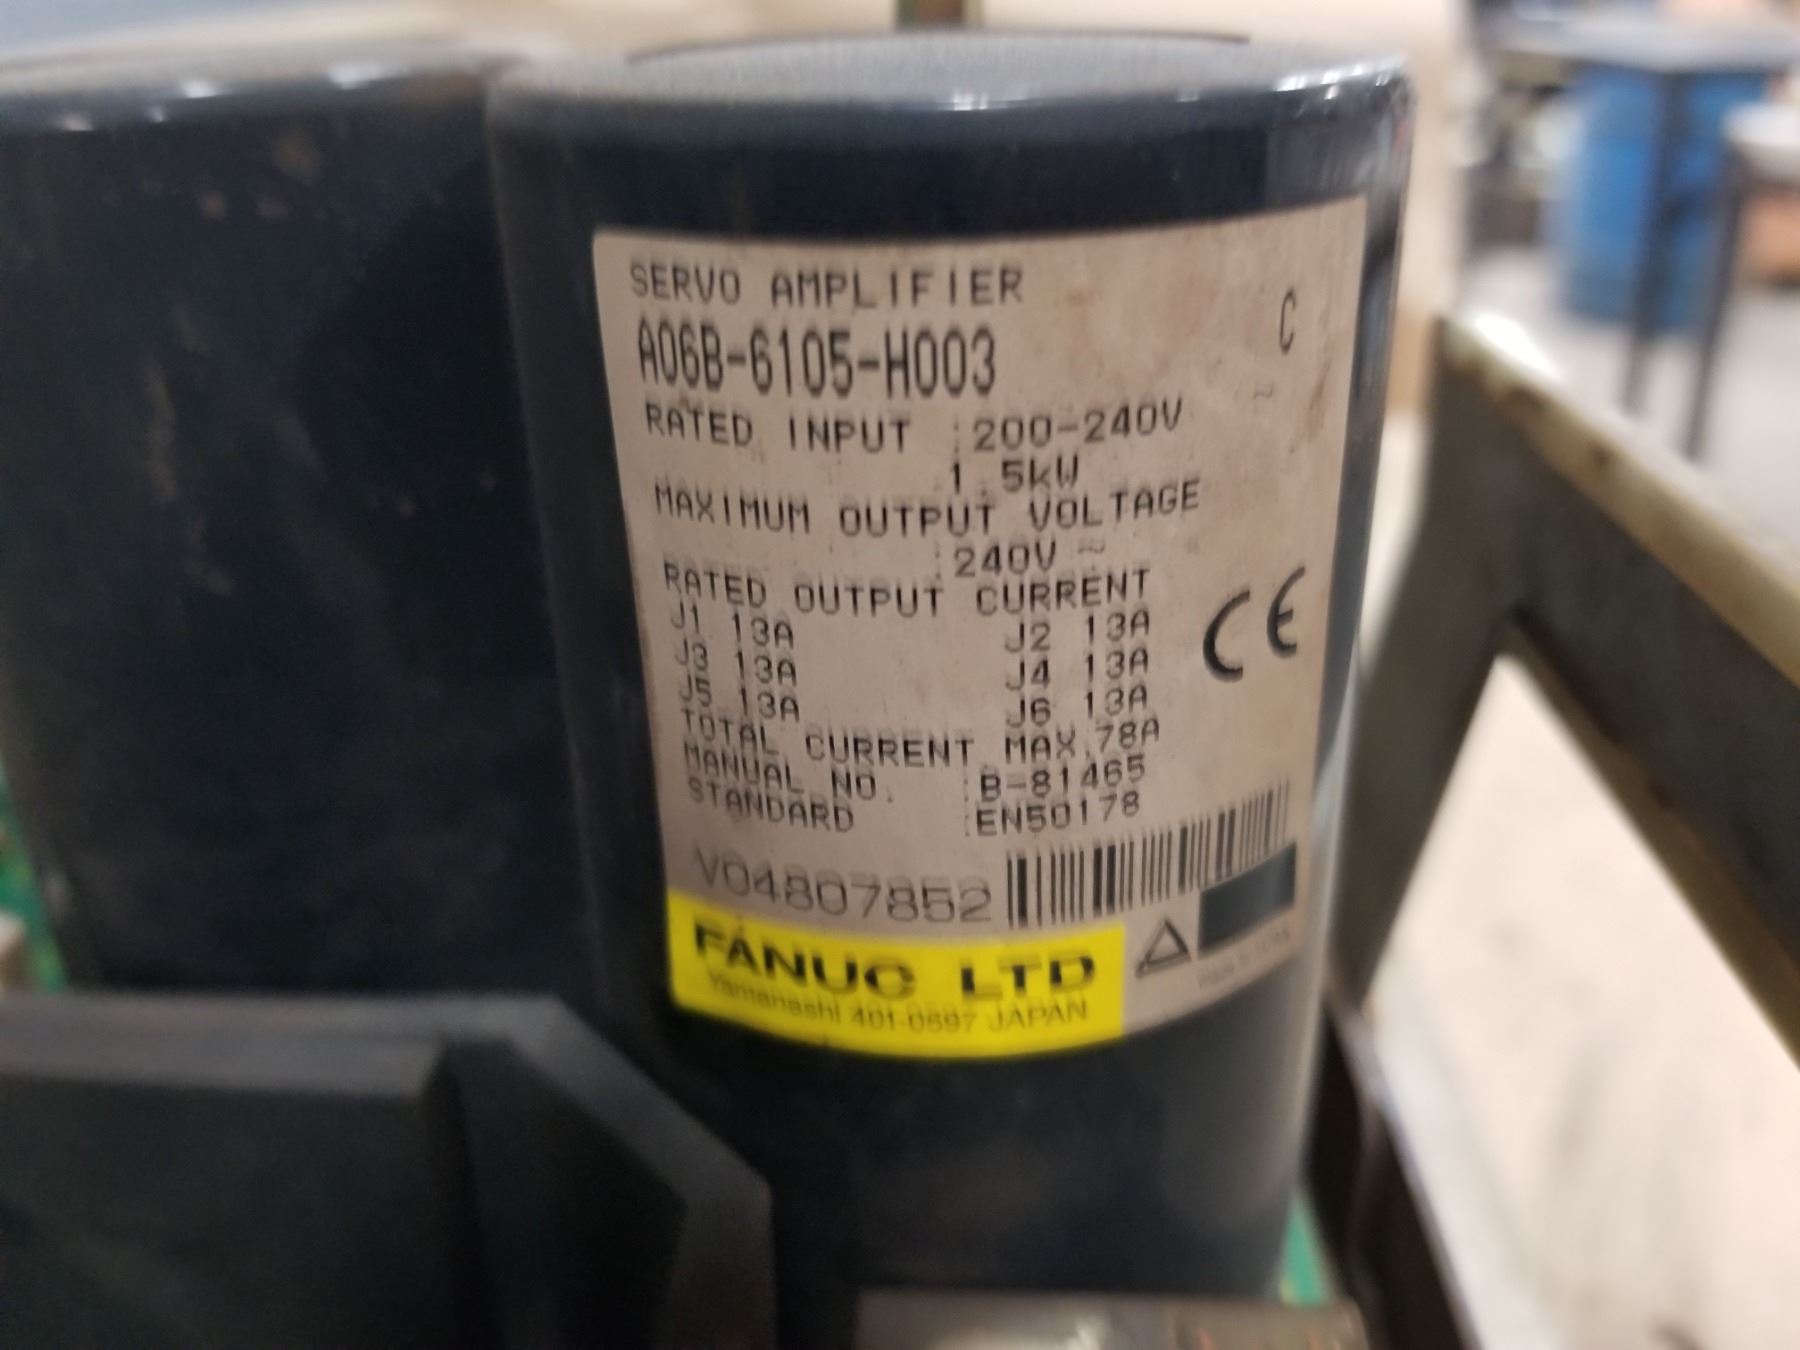 SERVO AMPLIFIER
C
A06B-6105-H003
RATED INPUT :200-240V ~
1.5kW
MAXIMUM OUTPUT VOLTAGE
:240V ~
RATED OUTPUT CURRENT
J1 13A J2 13A
J3 13A J4 13A
J5 13A J6 13A
TOTAL CURRENT MAX.78A
MANUAL NO. :B-81465
STANDARD :EN50178
CE
V04807852
FANUC LTD
Yamanashi 401-0597 JAPAN